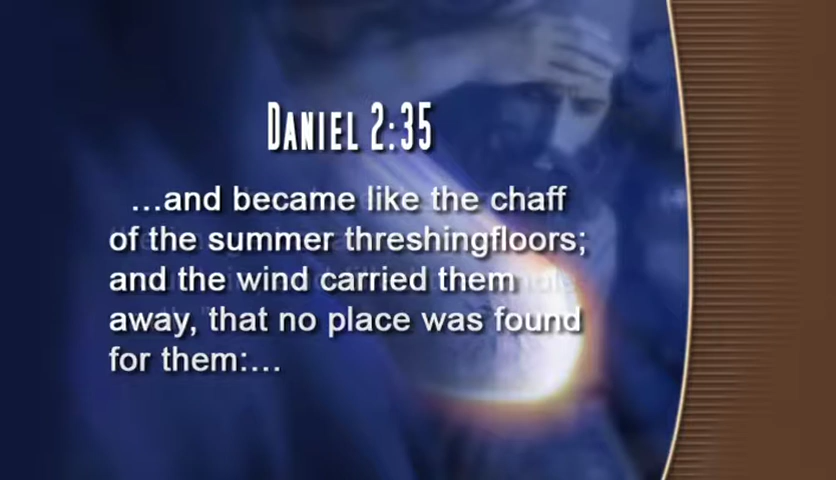 DANIEL 2:35
...and became like the chaff
of the summer threshingfloors;
and the wind carried them
away, that no place was found
for them:...